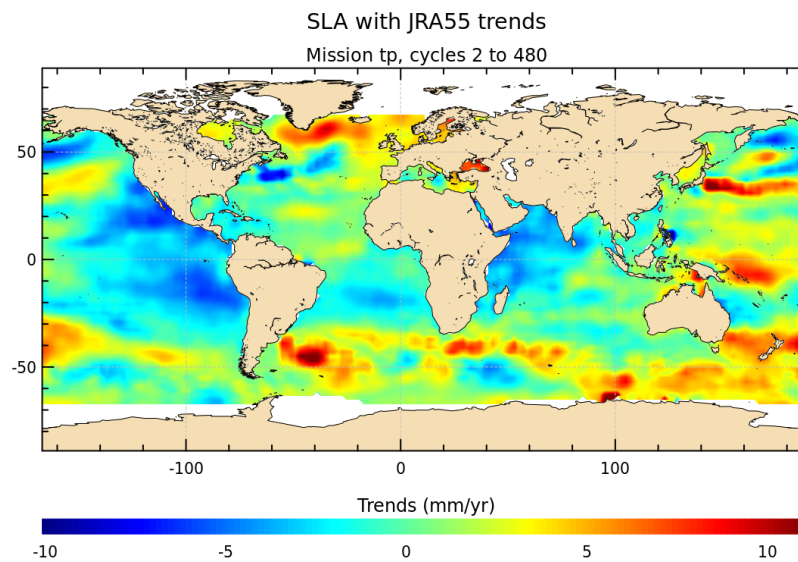 SLA with JRA55 trends
Mission tp, cycles 2 to 480
50
0
-50
-100 0 100
Trends (mm/yr)
-10 -5 0 5 10